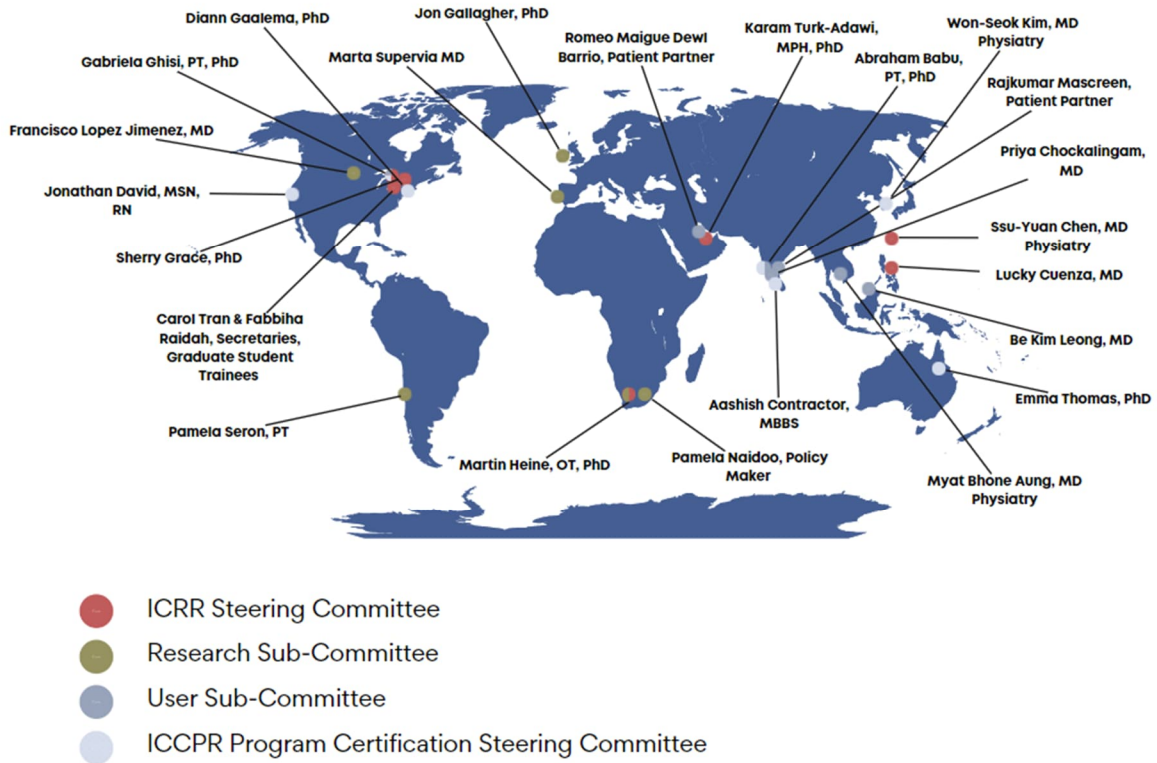 Diann Gaalema, PhD
Jon Gallagher, PhD
Gabriela Ghisi, PT, PhD
Marta Supervia MD
Romeo Maigue Dewl
Barrio, Patient Partner
Karam Turk-Adawi,
MPH, PhD
Abraham Babu,
PT, PhD
Won-Seok Kim, MD
Physiatry
Rajkumar Mascreen,
Patient Partner
Francisco Lopez Jimenez, MD
Priya Chockalingam,
MD
Jonathan David, MSN,
RN
Ssu-Yuan Chen, MD
Physiatry
Sherry Grace, PhD
Lucky Cuenza, MD
Carol Tran & Fabbiha
Raidah, Secretaries,
Graduate Student
Trainees
Be Kim Leong, MD
Emma Thomas, PhD
Aashish Contractor,
MBBS
Pamela Seron, PT
Martin Heine, OT, PhD
Pamela Naidoo, Policy
Maker
Myat Bhone Aung, MD
Physiatry
ICRR Steering Committee
Research Sub-Committee
User Sub-Committee
ICCPR Program Certification Steering Committee